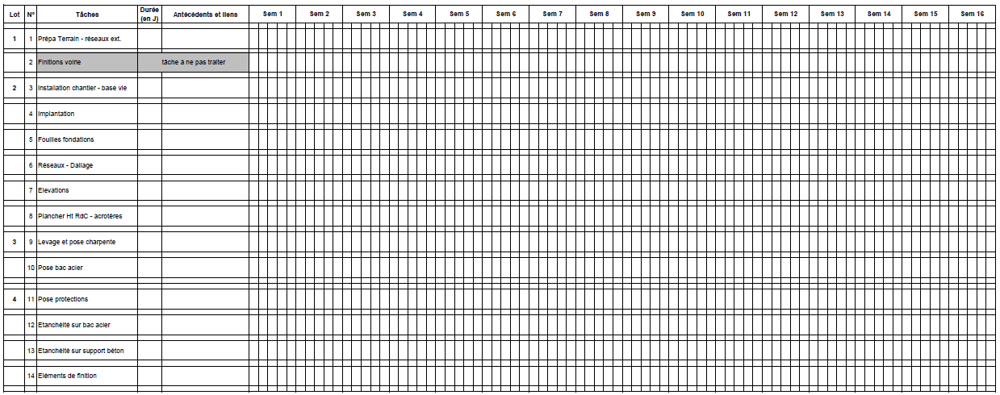 Lot N° Tâches Durée (en J) Antécédents et liens Sem 1 Sem 2 Sem 3 Sem 4 Sem 5 Sem 6 Sem 7 Sem 8 Sem 9 Sem 10 Sem 11 Sem 12 Sem 13 Sem 14 Sem 15 Sem 16
1 1 Prépa Terrain - réseaux ext.
2 Finitions voirie tâche à ne pas traiter
2 3 Installation chantier - base vie
4 Implantation
5 Fouilles fondations
6 Réseaux - Dallage
7 Elevations
8 Plancher Ht RdC - acrotères
3 9 Levage et pose charpente
10 Pose bac acier
4 11 Pose protections
12 Etanchéité sur bac acier
13 Etanchéité sur support béton
14 Eléments de finition